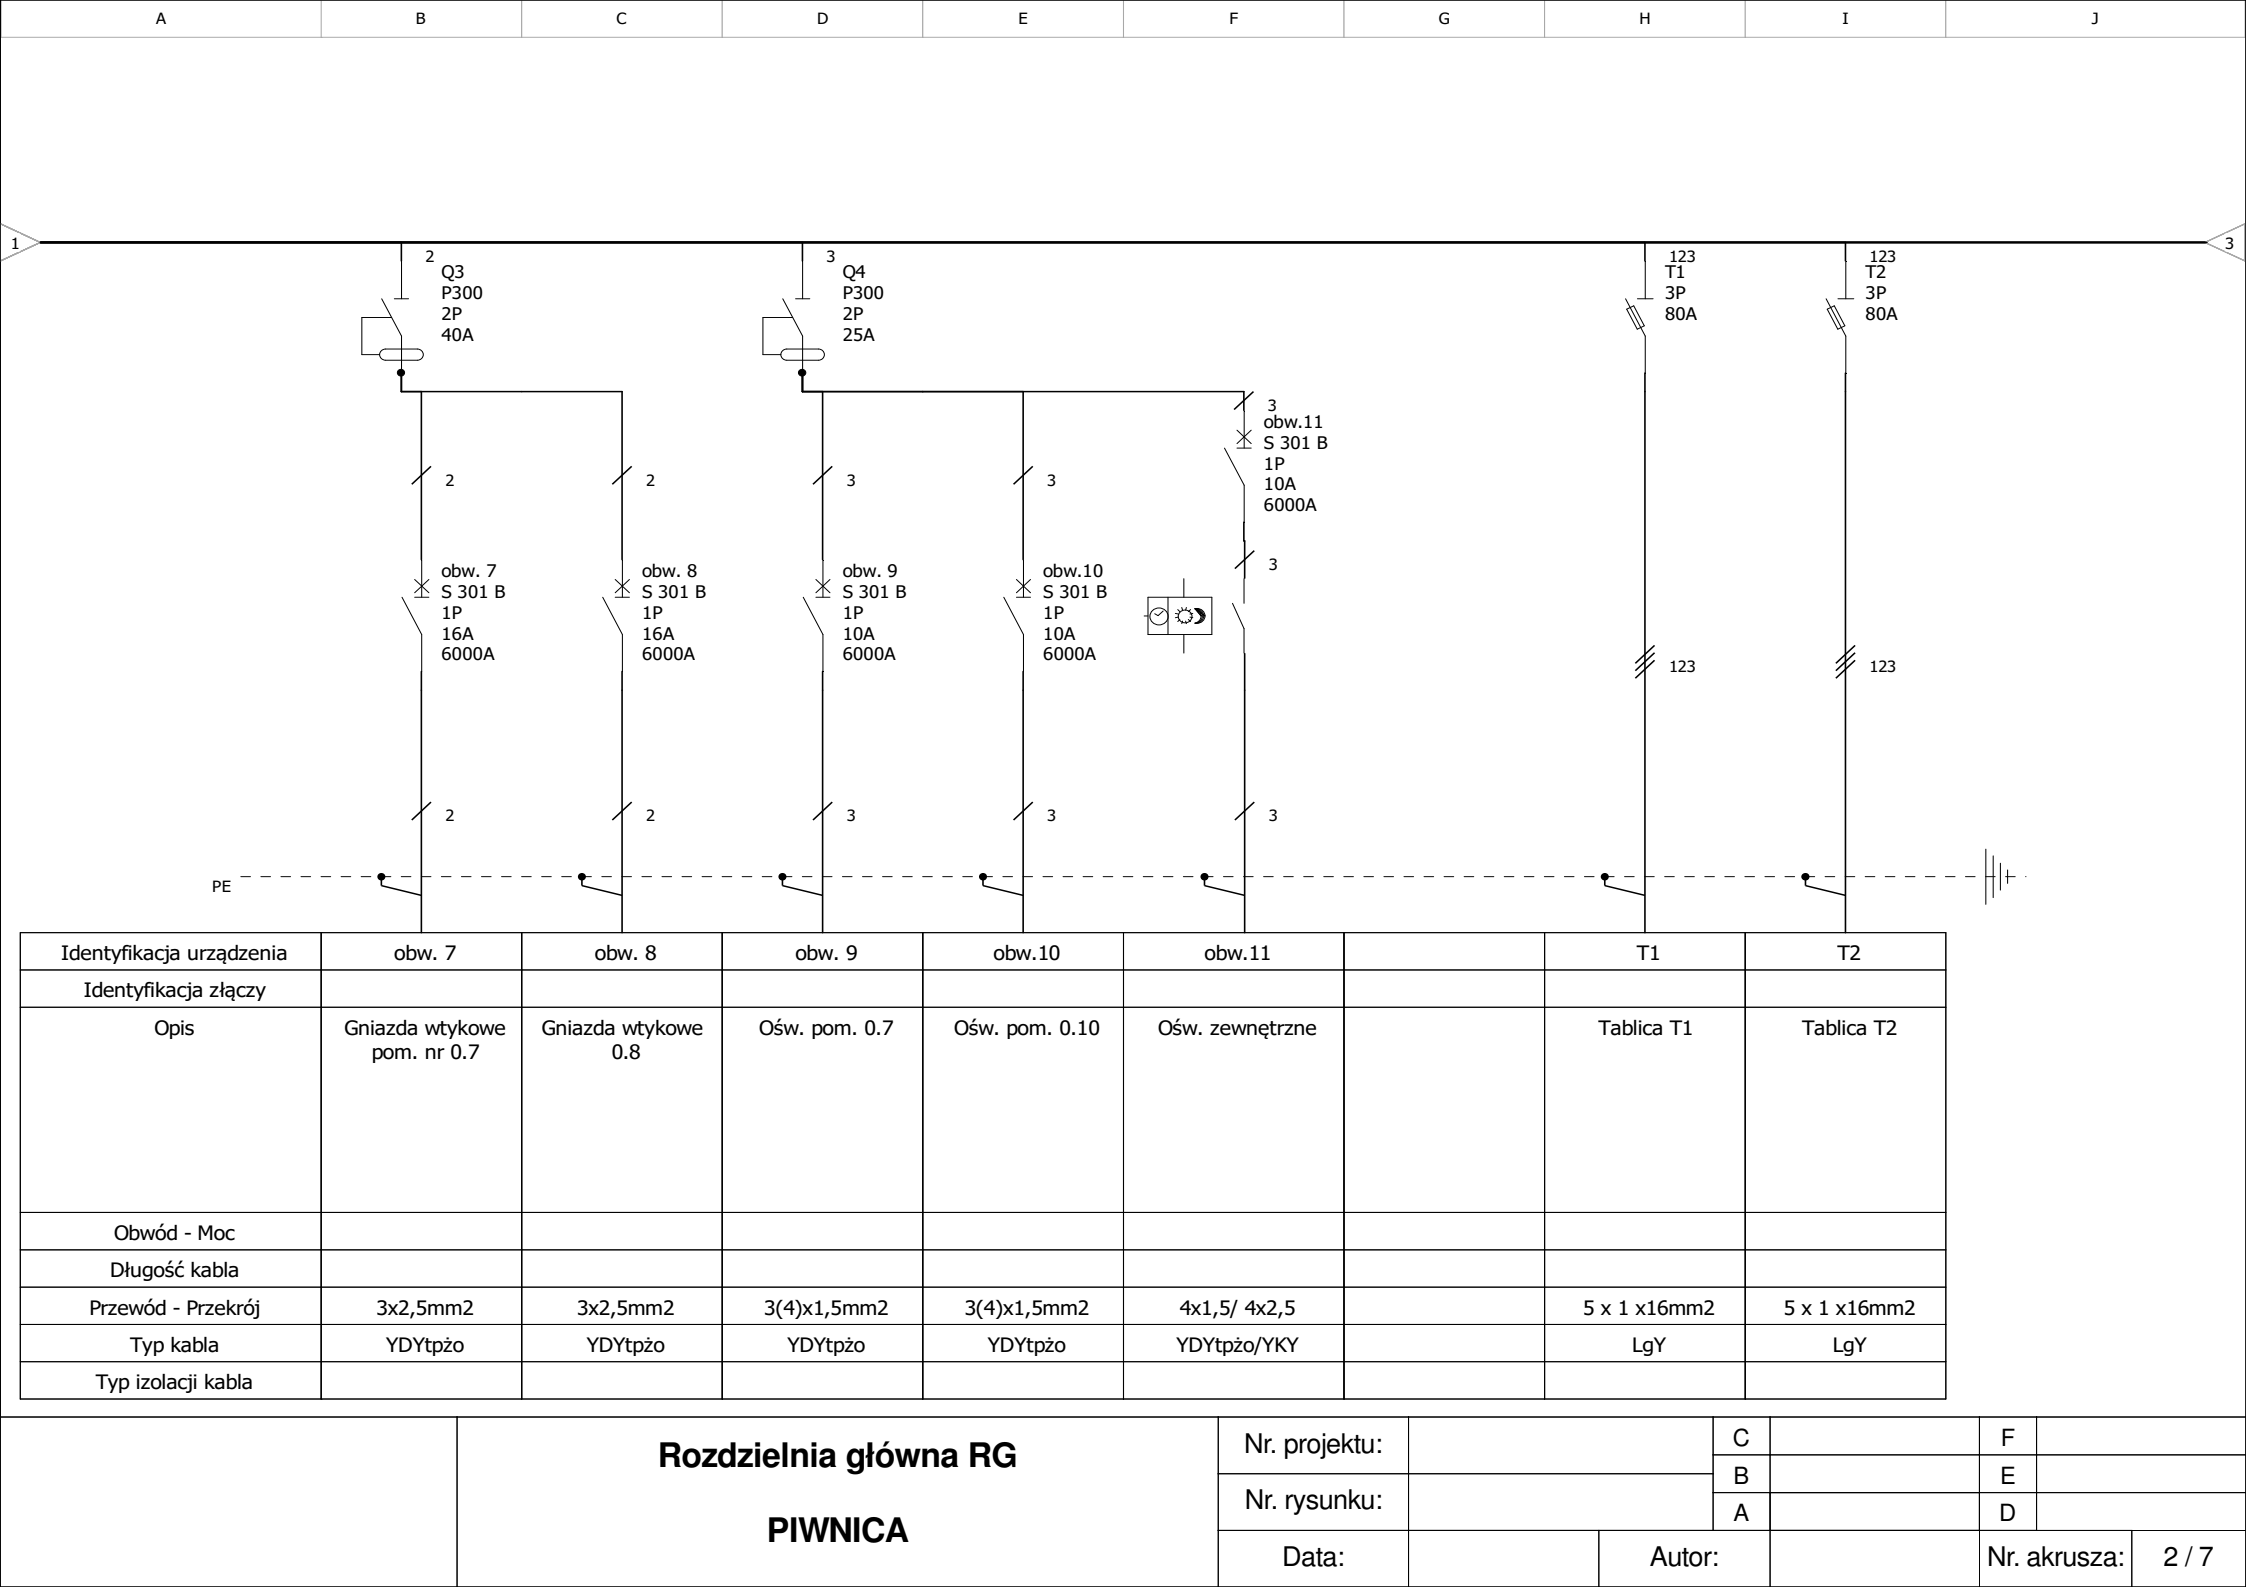 A B C D E F G H I J
1
3
2
Q3
P300
2P
40A
3
Q4
P300
2P
25A
123
T1
3P
80A
123
T2
3P
80A
3
obw.11
S 301 B
1P
10A
6000A
2 2 3 3
3
obw. 7
S 301 B
1P
16A
6000A
obw. 8
S 301 B
1P
16A
6000A
obw. 9
S 301 B
1P
10A
6000A
obw.10
S 301 B
1P
10A
6000A
123 123
2 2 3 3 3
PE
Identyfikacja urządzenia obw. 7 obw. 8 obw. 9 obw.10 obw.11 T1 T2
Identyfikacja złączy
Opis Gniazda wtykowe Gniazda wtykowe Ośw. pom. 0.7 Ośw. pom. 0.10 Ośw. zewnętrzne Tablica T1 Tablica T2
pom. nr 0.7 0.8
Obwód - Moc
Długość kabla
Przewód - Przekrój 3x2,5mm2 3x2,5mm2 3(4)x1,5mm2 3(4)x1,5mm2 4x1,5/ 4x2,5 5 x 1 x16mm2 5 x 1 x16mm2
Typ kabla YDYtpżo YDYtpżo YDYtpżo YDYtpżo YDYtpżo/YKY LgY LgY
Typ izolacji kabla
Rozdzielnia główna RG
PIWNICA
Nr. projektu:
Nr. rysunku:
Data:
Autor:
C F
B E
A D
Nr. akrusza: 2 / 7